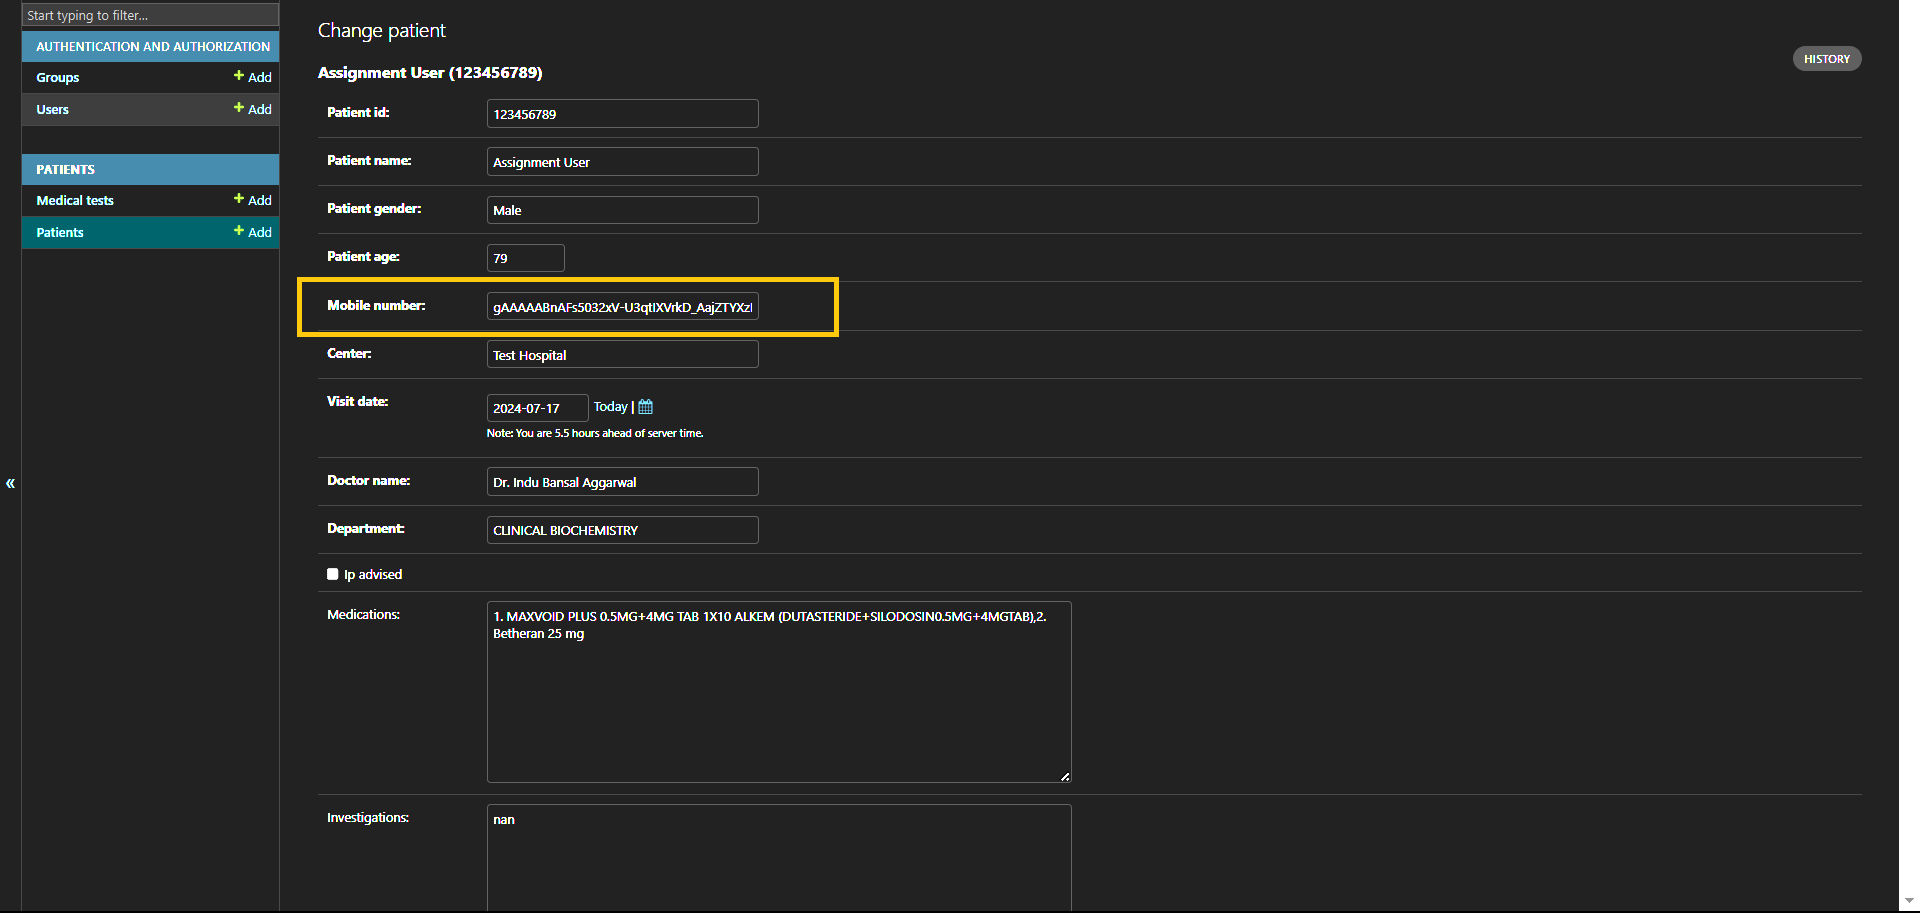 Start typing to filter...
AUTHENTICATION AND AUTHORIZATION
Groups + Add
Users + Add
PATIENTS
Medical tests + Add
Patients + Add
«
Change patient
HISTORY
Assignment User (123456789)
Patient id: 123456789
Patient name: Assignment User
Patient gender: Male
Patient age: 79
Mobile number: gAAAAABnAFs5032xV-U3qtIXVrkD_AajZTYXz
Center: Test Hospital
Visit date: 2024-07-17 Today |
Note: You are 5.5 hours ahead of server time.
Doctor name: Dr. Indu Bansal Aggarwal
Department: CLINICAL BIOCHEMISTRY
Ip advised
Medications: 1. MAXVOID PLUS 0.5MG+4MG TAB 1X10 ALKEM (DUTASTERIDE+SILODOSIN0.5MG+4MGTAB),2.
Betheran 25 mg
Investigations: nan